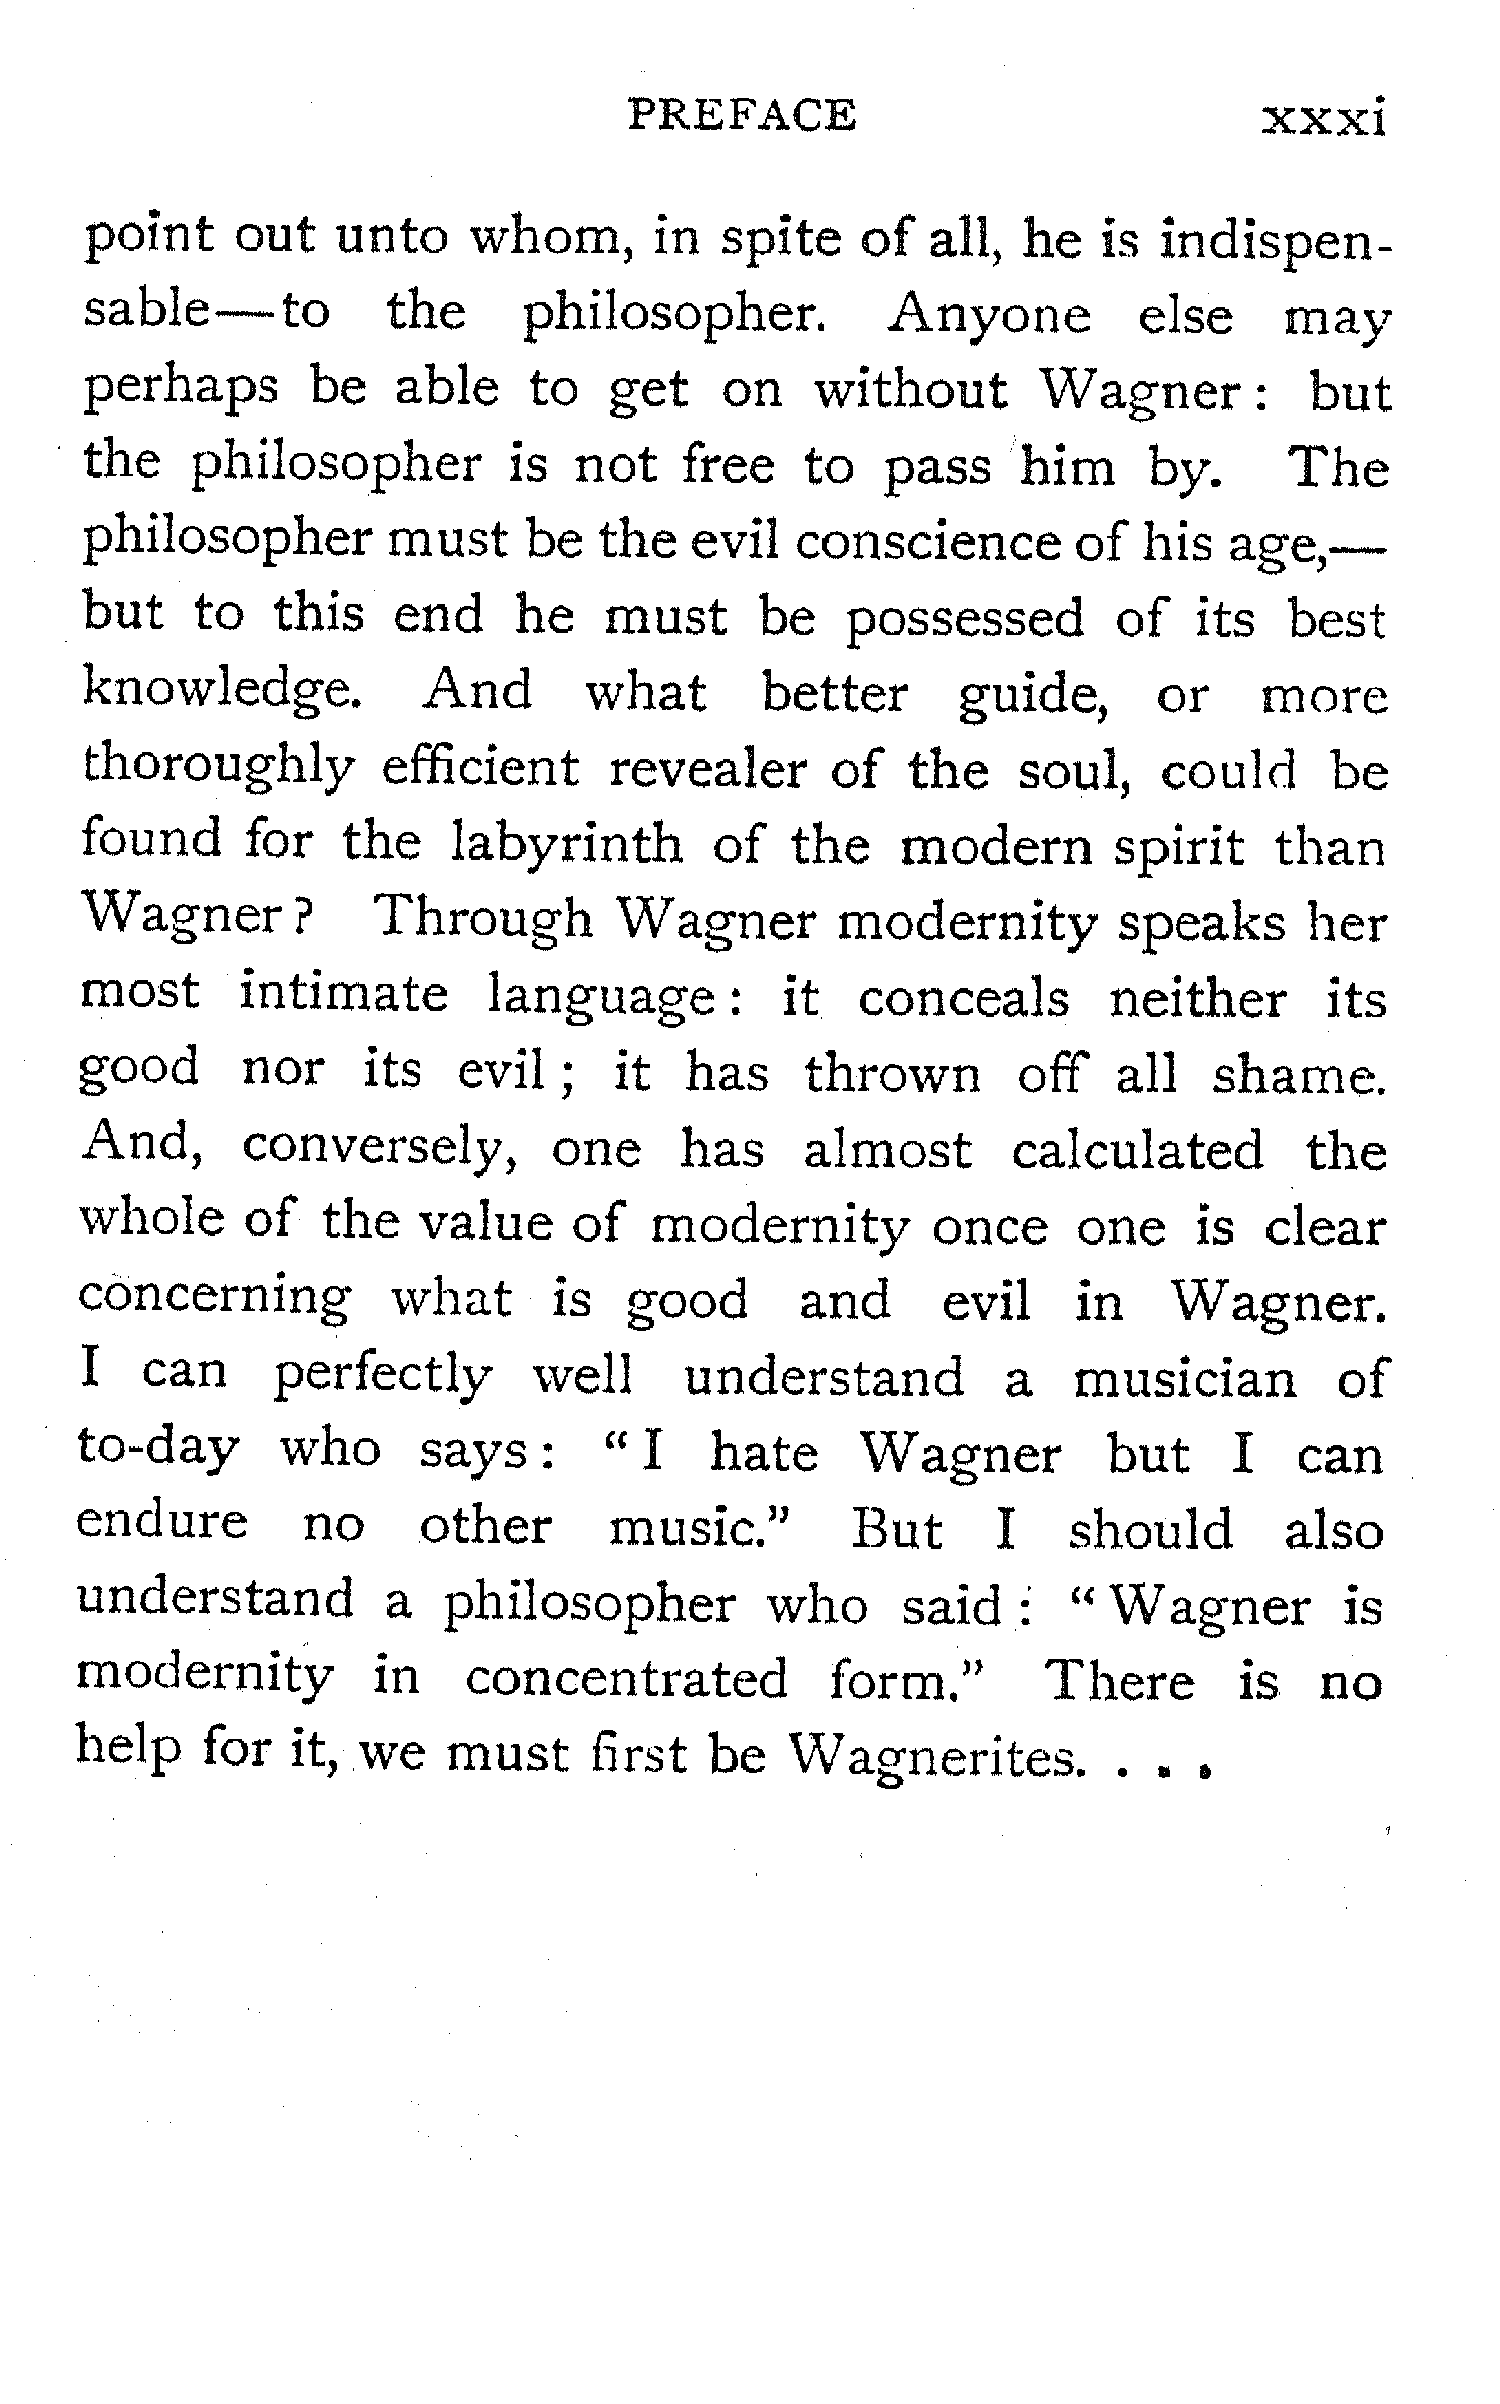 PREFACE xxxi
point out unto whom, in spite of all, he is indispen-
sable—to the philosopher. Anyone else may
perhaps be able to get on without Wagner: but
the philosopher is not free to pass him by. The
philosopher must be the evil conscience of his age,—
but to this end he must be possessed of its best
knowledge. And what better guide, or more
thoroughly efficient revealer of the soul, could be
found for the labyrinth of the modern spirit than
Wagner? Through Wagner modernity speaks her
most intimate language: it conceals neither its
good nor its evil; it has thrown off all shame.
And, conversely, one has almost calculated the
whole of the value of modernity once one is clear
concerning what is good and evil in Wagner.
I can perfectly well understand a musician of
to-day who says: "I hate Wagner but I can
endure no other music." But I should also
understand a philosopher who said: "Wagner is
modernity in concentrated form." There is no
help for it, we must first be Wagnerites. . . .